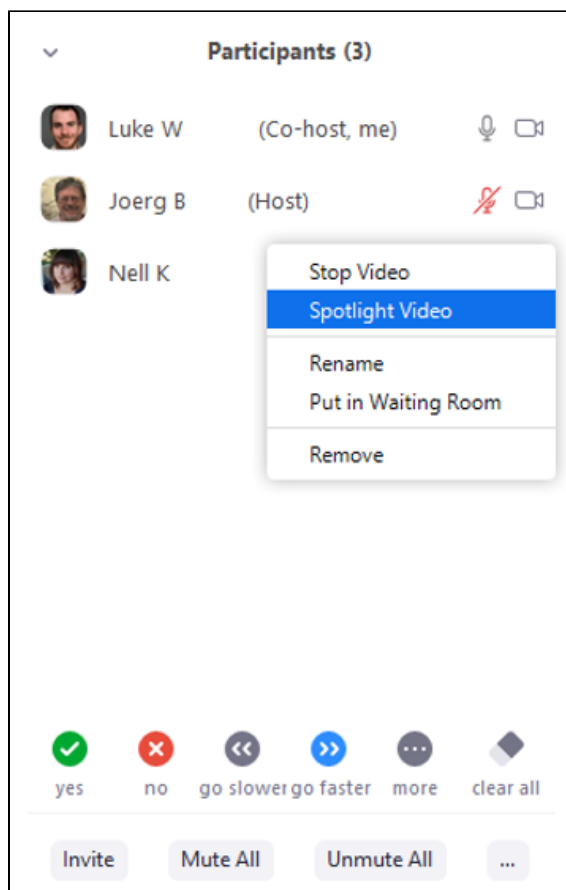 Participants (3)
Luke W (Co-host, me)
Joerg B (Host)
Nell K
Stop Video
Spotlight Video
Rename
Put in Waiting Room
Remove
yes no go slower go faster more clear all
Invite Mute All Unmute All ...